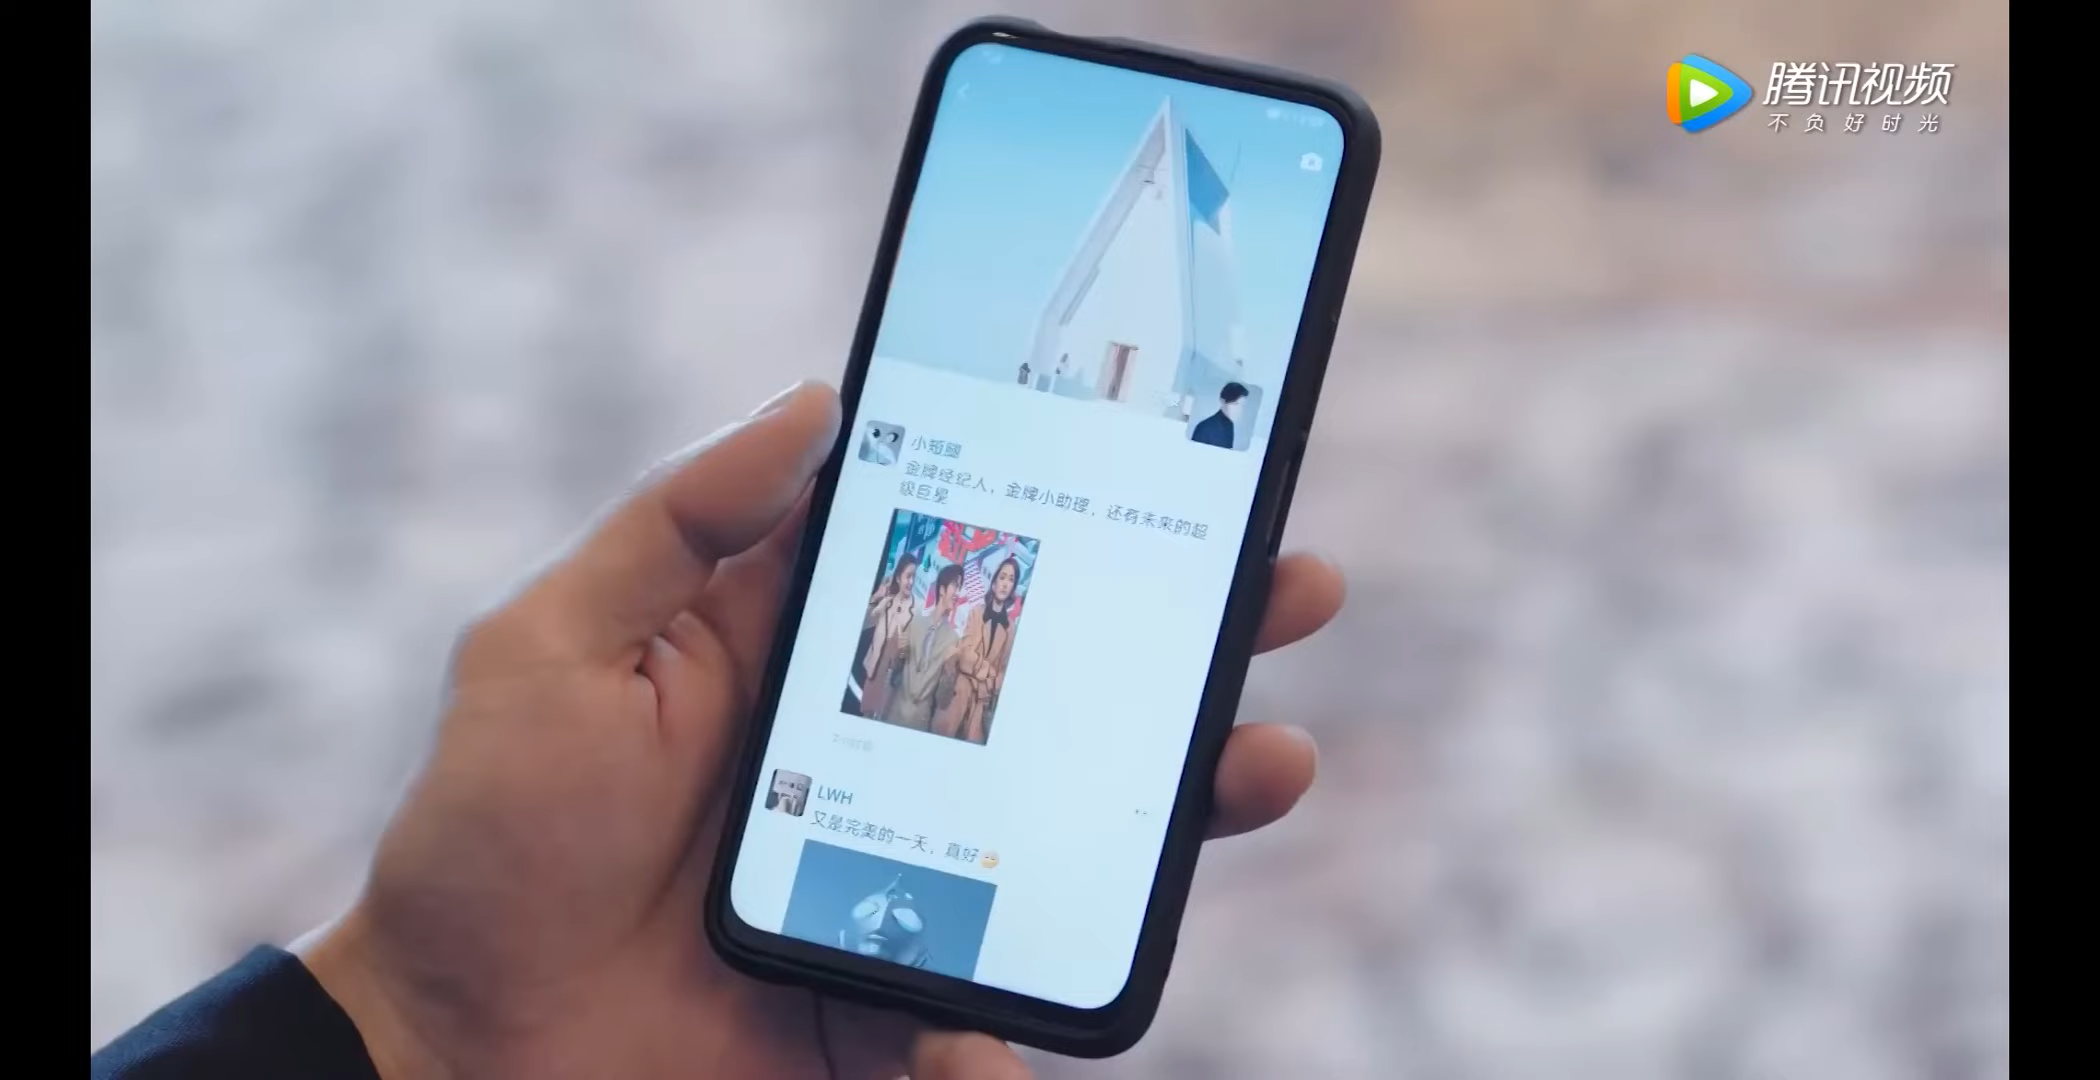 腾讯视频
不负好时光
小短腿
金牌经纪人，金牌小助理，还有未来的超
级巨星
LWH
又是完美的一天，真好